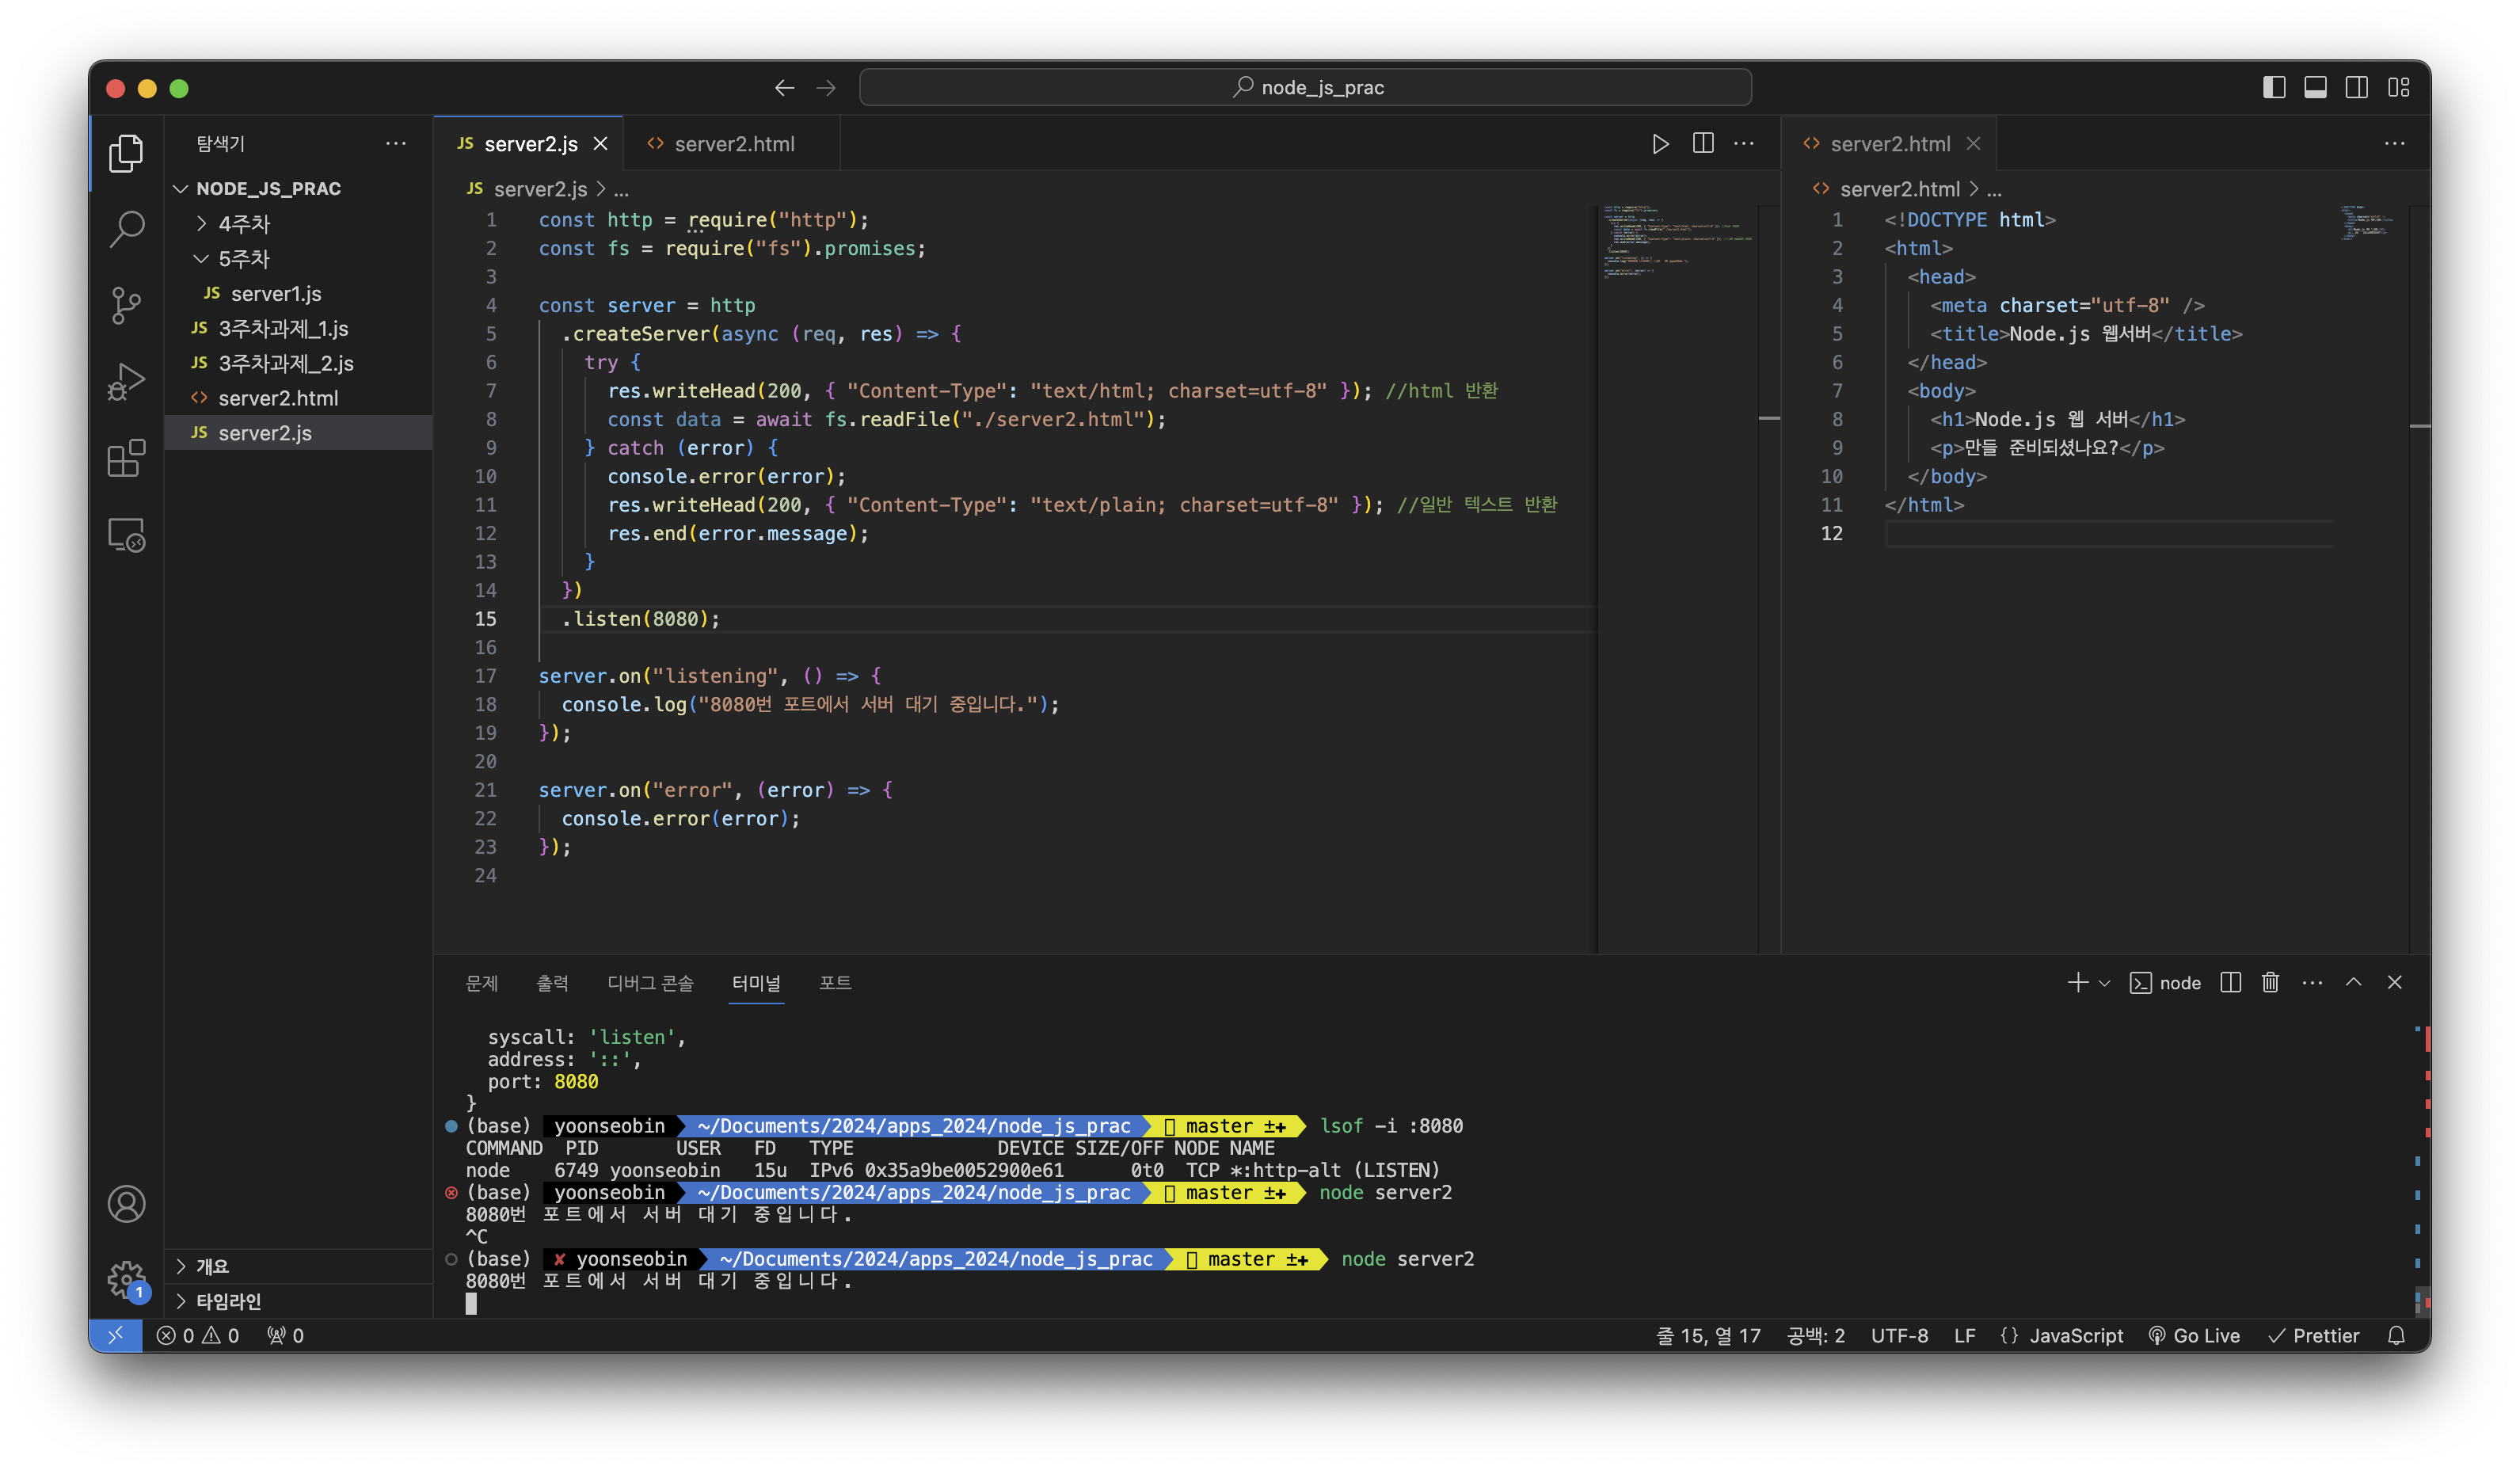 node_js_prac
탐색기
NODE_JS_PRAC
4주차
5주차
JS server1.js
JS 3주차과제_1.js
JS 3주차과제_2.js
<> server2.html
JS server2.js
개요
타임라인
1
JS server2.js
<> server2.html
JS server2.js > ...
1 const http = require("http");
2 const fs = require("fs").promises;
3
4 const server = http
5 .createServer(async (req, res) => {
6 try {
7 res.writeHead(200, { "Content-Type": "text/html; charset=utf-8" }); //html 반환
8 const data = await fs.readFile("./server2.html");
9 } catch (error) {
10 console.error(error);
11 res.writeHead(200, { "Content-Type": "text/plain; charset=utf-8" }); //일반 텍스트 반환
12 res.end(error.message);
13 }
14 })
15 .listen(8080);
16
17 server.on("listening", () => {
18 console.log("8080번 포트에서 서버 대기 중입니다.");
19 });
20
21 server.on("error", (error) => {
22 console.error(error);
23 });
24
<> server2.html
<> server2.html > ...
1 <!DOCTYPE html>
2 <html>
3 <head>
4 <meta charset="utf-8" />
5 <title>Node.js 웹서버</title>
6 </head>
7 <body>
8 <h1>Node.js 웹 서버</h1>
9 <p>만들 준비되셨나요?</p>
10 </body>
11 </html>
12
문제 출력 디버그 콘솔 터미널 포트
node
syscall: 'listen',
address: '::',
port: 8080
}
(base) yoonseobin ~/Documents/2024/apps_2024/node_js_prac master ±✚ lsof -i :8080
COMMAND PID USER FD TYPE DEVICE SIZE/OFF NODE NAME
node 6749 yoonseobin 15u IPv6 0x35a9be0052900e61 0t0 TCP *:http-alt (LISTEN)
(base) yoonseobin ~/Documents/2024/apps_2024/node_js_prac master ±✚ node server2
8080번 포트에서 서버 대기 중입니다.
^C
(base) ✘ yoonseobin ~/Documents/2024/apps_2024/node_js_prac master ±✚ node server2
8080번 포트에서 서버 대기 중입니다.
0 0 0
줄 15, 열 17 공백: 2 UTF-8 LF {} JavaScript Go Live Prettier